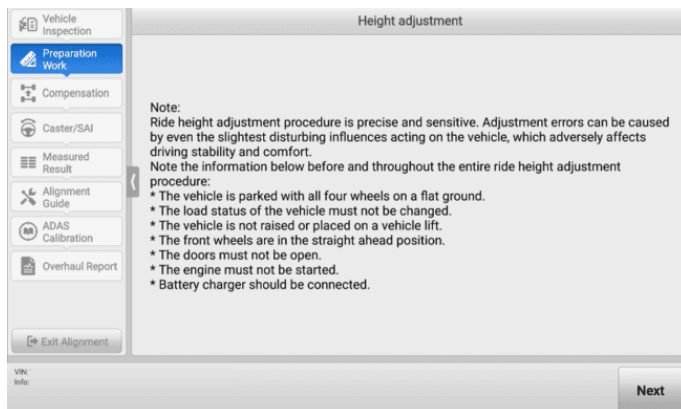 Vehicle
Inspection
Preparation
Work
Compensation
Caster/SAI
Measured
Result
Alignment
Guide
ADAS
Calibration
Overhaul Report
Exit Alignment
Height adjustment
Note:
Ride height adjustment procedure is precise and sensitive. Adjustment errors can be caused
by even the slightest disturbing influences acting on the vehicle, which adversely affects
driving stability and comfort.
Note the information below before and throughout the entire ride height adjustment
procedure:
* The vehicle is parked with all four wheels on a flat ground.
* The load status of the vehicle must not be changed.
* The vehicle is not raised or placed on a vehicle lift.
* The front wheels are in the straight ahead position.
* The doors must not be open.
* The engine must not be started.
* Battery charger should be connected.
VIN:
Info:
Next